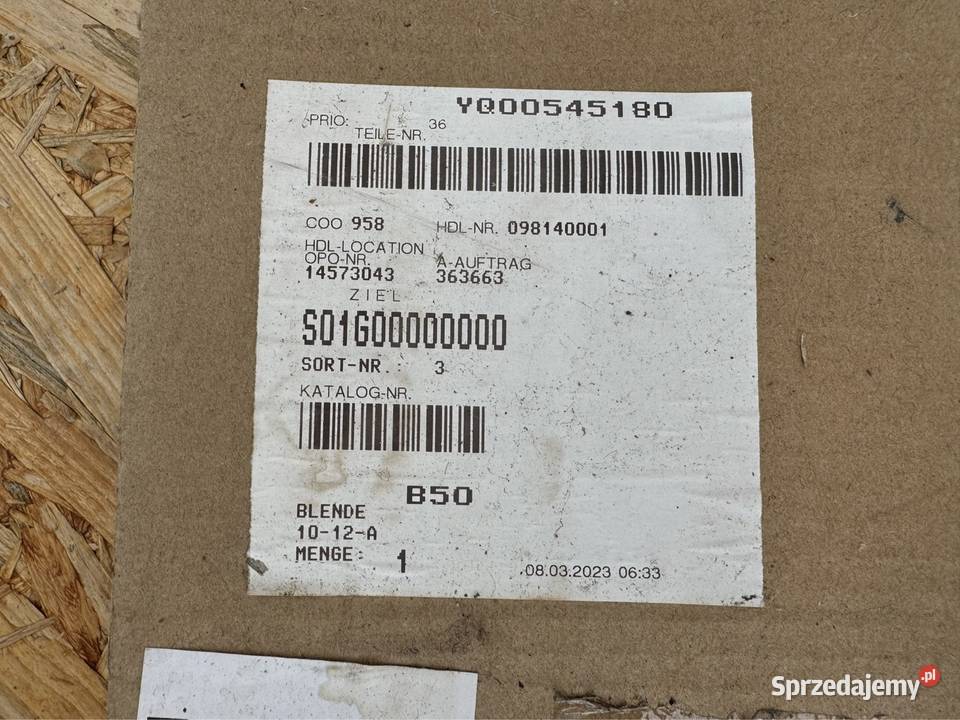 YQ00545180
PRIO: 36
TEILE-NR.
COO 958 HDL-NR. 098140001
HDL-LOCATION
OPO-NR. A-AUFTRAG
14573043 363663
ZIEL
S01G00000000
SORT-NR.: 3
KATALOG-NR.
B50
BLENDE
10-12-A
MENGE: 1
08.03.2023 06:33
Sprzedajemy.pl